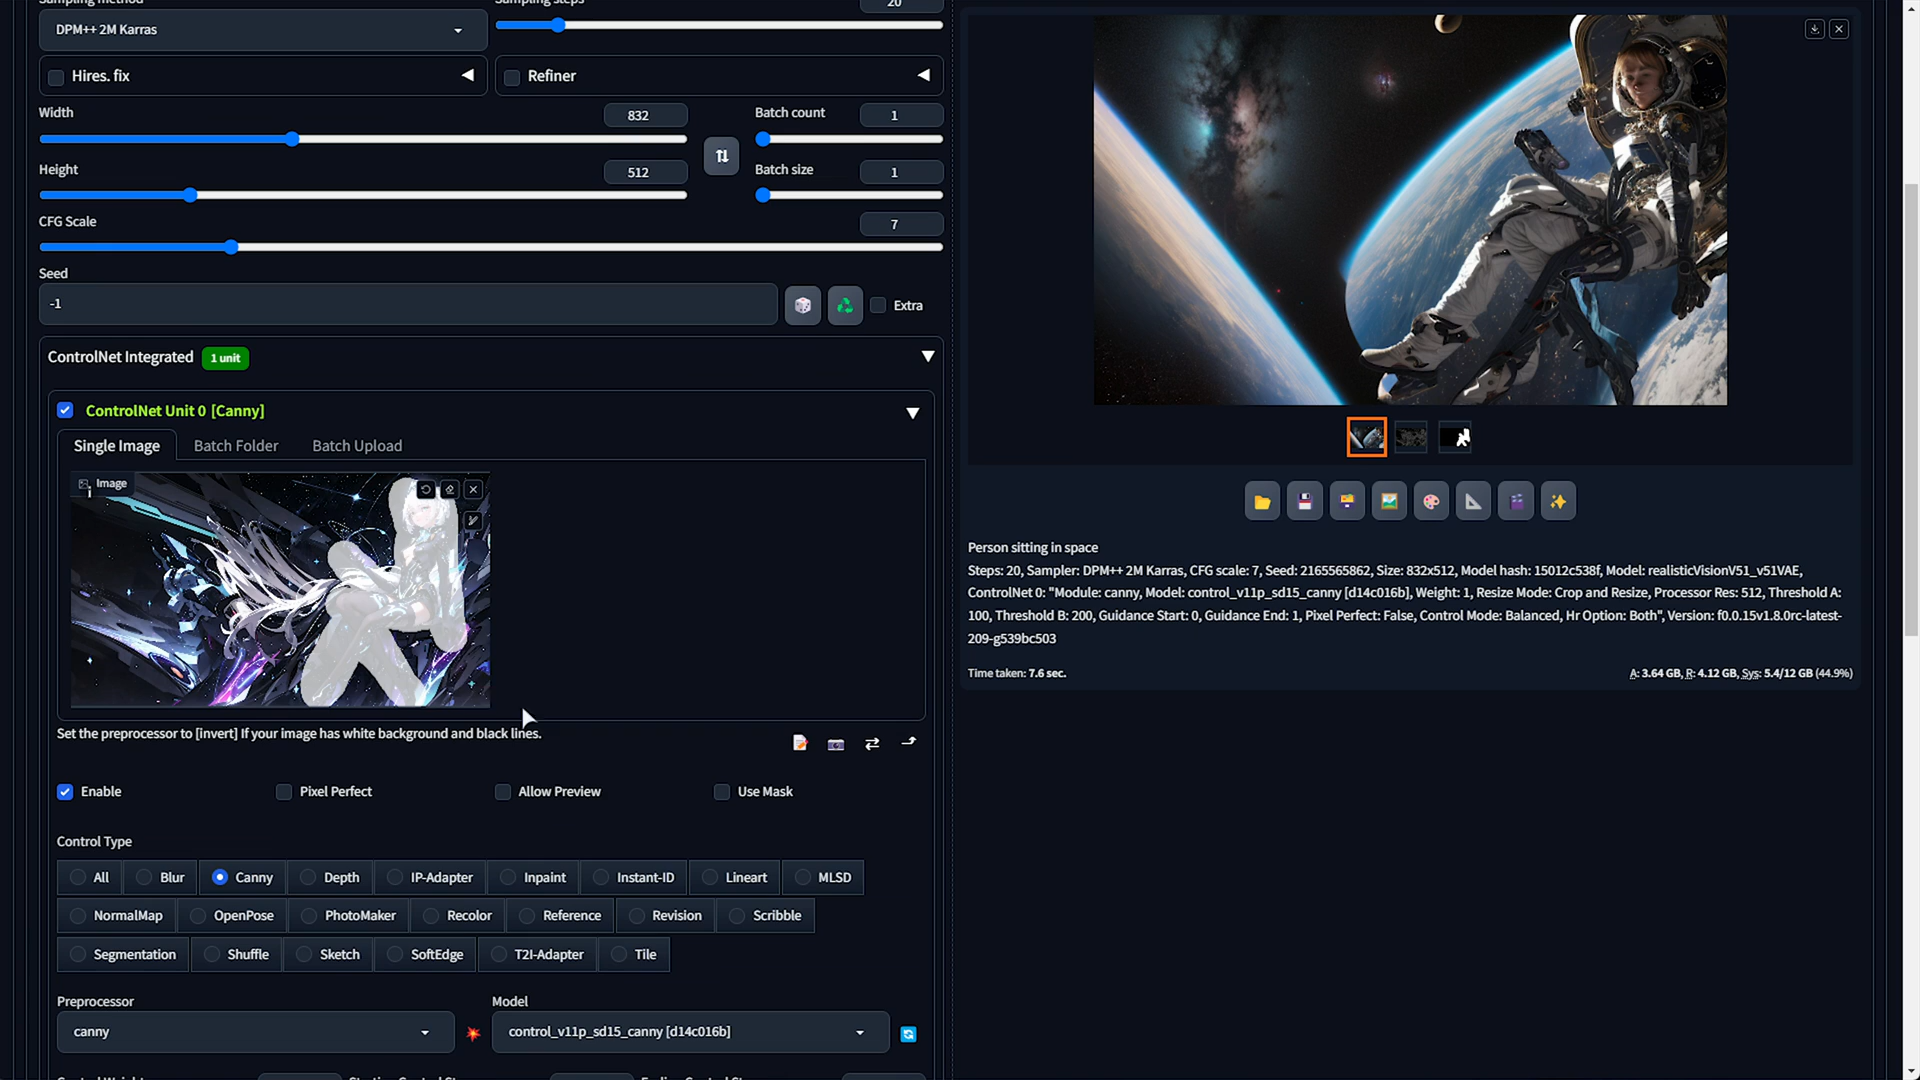 Sampling method
Sampling steps
20
DPM++ 2M Karras
Hires. fix
Refiner
Width
832
Batch count
1
Height
512
Batch size
1
CFG Scale
7
Seed
-1
Extra
ControlNet Integrated
1 unit
ControlNet Unit 0 [Canny]
Single Image
Batch Folder
Batch Upload
Image
Set the preprocessor to [invert] If your image has white background and black lines.
Enable
Pixel Perfect
Allow Preview
Use Mask
Control Type
All
Blur
Canny
Depth
IP-Adapter
Inpaint
Instant-ID
Lineart
MLSD
NormalMap
OpenPose
PhotoMaker
Recolor
Reference
Revision
Scribble
Segmentation
Shuffle
Sketch
SoftEdge
T2I-Adapter
Tile
Preprocessor
Model
canny
control_v11p_sd15_canny [d14c016b]
Person sitting in space
Steps: 20, Sampler: DPM++ 2M Karras, CFG scale: 7, Seed: 2165565862, Size: 832x512, Model hash: 15012c538f, Model: realisticVisionV51_v51VAE,
ControlNet 0: "Module: canny, Model: control_v11p_sd15_canny [d14c016b], Weight: 1, Resize Mode: Crop and Resize, Processor Res: 512, Threshold A:
100, Threshold B: 200, Guidance Start: 0, Guidance End: 1, Pixel Perfect: False, Control Mode: Balanced, Hr Option: Both", Version: f0.0.15v1.8.0rc-latest-
209-g539bc503
Time taken: 7.6 sec.
A: 3.64 GB, R: 4.12 GB, Sys: 5.4/12 GB (44.9%)